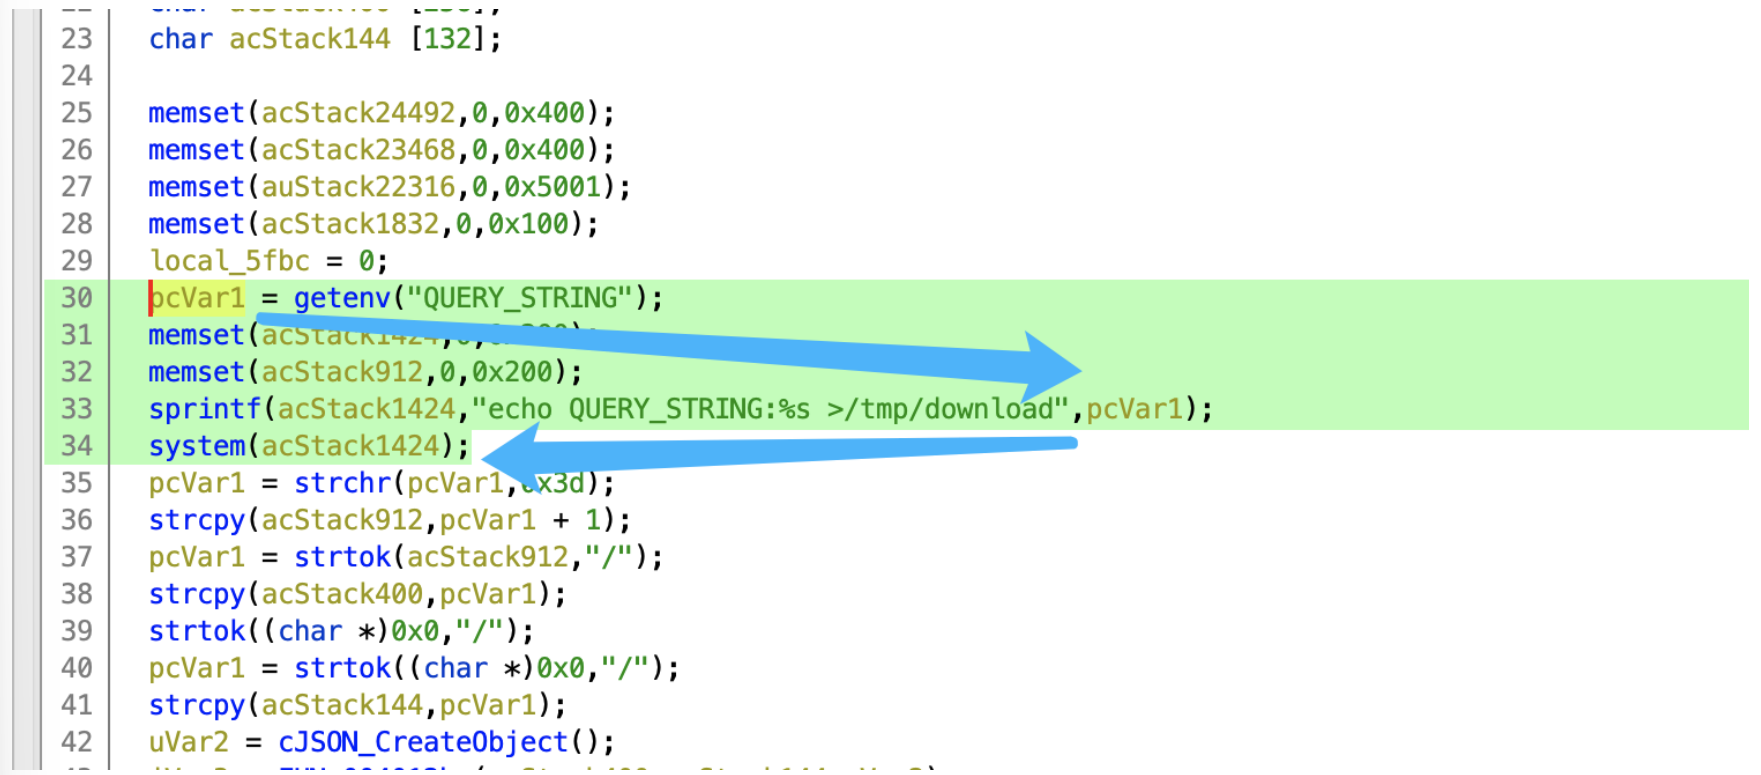 23 char acStack144 [132];
24
25 memset(acStack24492,0,0x400);
26 memset(acStack23468,0,0x400);
27 memset(auStack22316,0,0x5001);
28 memset(acStack1832,0,0x100);
29 local_5fbc = 0;
30 pcVar1 = getenv("QUERY_STRING");
31 memset(acStack1424,0,
32 memset(acStack912,0,0x200);
33 sprintf(acStack1424,"echo QUERY_STRING:%s >/tmp/download",pcVar1);
34 system(acStack1424);
35 pcVar1 = strchr(pcVar1,0x3d);
36 strcpy(acStack912,pcVar1 + 1);
37 pcVar1 = strtok(acStack912,"/");
38 strcpy(acStack400,pcVar1);
39 strtok((char *)0x0,"/");
40 pcVar1 = strtok((char *)0x0,"/");
41 strcpy(acStack144,pcVar1);
42 uVar2 = cJSON_CreateObject();